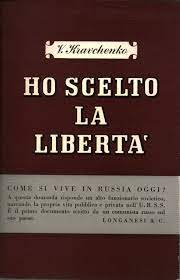 V. Kravchenko
HO SCELTO
LA
LIBERTA'
COME SI VIVE IN RUSSIA OGGI?
A questa domanda risponde un alto funzionario sovietico,
narrando la propria vita pubblica e privata nell'U.R.S.S.
È il primo documento scritto da un comunista russo sul
suo paese.
LONGANESI & C.